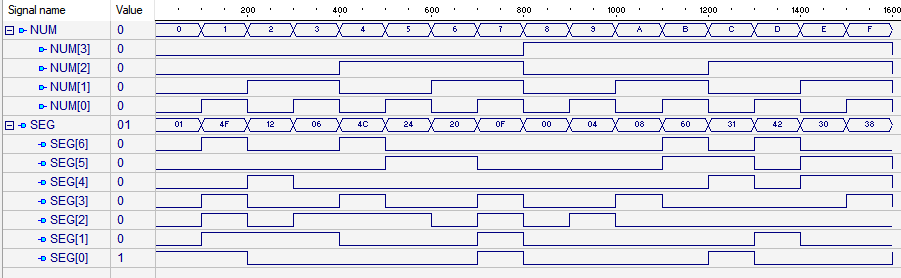 Signal name Value 200 400 600 800 1000 1200 1400 1600
NUM 0 0 1 2 3 4 5 6 7 8 9 A B C D E F
NUM[3] 0
NUM[2] 0
NUM[1] 0
NUM[0] 0
SEG 01 01 4F 12 06 4C 24 20 0F 00 04 08 60 31 42 30 38
SEG[6] 0
SEG[5] 0
SEG[4] 0
SEG[3] 0
SEG[2] 0
SEG[1] 0
SEG[0] 1